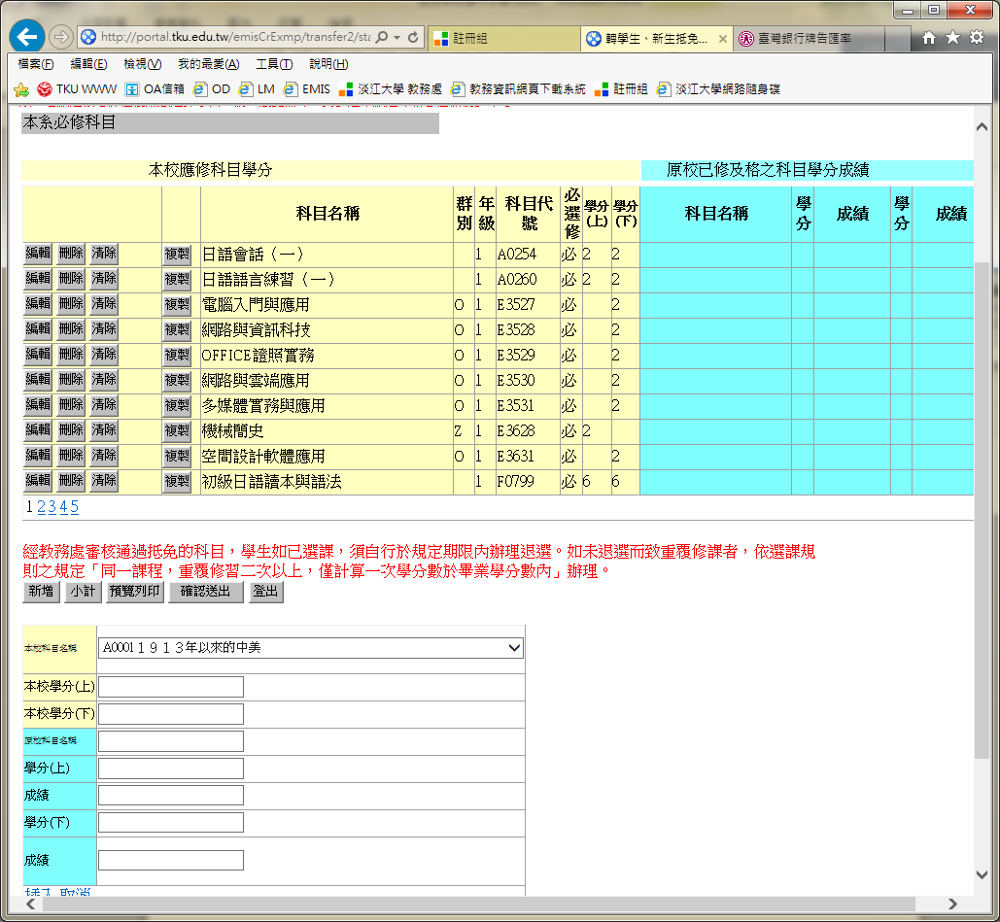 http://portal.tku.edu.tw/emisCrExmp/transfer2/sta
註冊組
轉學生、新生抵免...
臺灣銀行牌告匯率
檔案(F) 編輯(E) 檢視(V) 我的最愛(A) 工具(T) 說明(H)
TKU WWW OA信箱 OD LM EMIS 淡江大學 教務處 教務資訊網頁下載系統 註冊組 淡江大學網路隨身碟
本系必修科目
本校應修科目學分 原校已修及格之科目學分成績
科目名稱 群別 年級 科目代號 必選修 學分(上) 學分(下) 科目名稱 學分 成績 學分 成績
編輯 刪除 清除 複製 日語會話（一） 1 A0254 必 2 2
編輯 刪除 清除 複製 日語語言練習（一） 1 A0260 必 2 2
編輯 刪除 清除 複製 電腦入門與應用 O 1 E3527 必 2
編輯 刪除 清除 複製 網路與資訊科技 O 1 E3528 必 2
編輯 刪除 清除 複製 OFFICE證照實務 O 1 E3529 必 2
編輯 刪除 清除 複製 網路與雲端應用 O 1 E3530 必 2
編輯 刪除 清除 複製 多媒體實務與應用 O 1 E3531 必 2
編輯 刪除 清除 複製 機械簡史 Z 1 E3628 必 2
編輯 刪除 清除 複製 空間設計軟體應用 O 1 E3631 必 2
編輯 刪除 清除 複製 初級日語讀本與語法 1 F0799 必 6 6
1 2 3 4 5
經教務處審核通過抵免的科目，學生如已選課，須自行於規定期限內辦理退選。如未退選而致重覆修課者，依選課規
則之規定「同一課程，重覆修習二次以上，僅計算一次學分數於畢業學分數內」辦理。
新增 小計 預覽列印 確認送出 登出
本校科目名稱 A0001１９１３年以來的中美
本校學分(上)
本校學分(下)
原校科目名稱
學分(上)
成績
學分(下)
成績
插入 取消